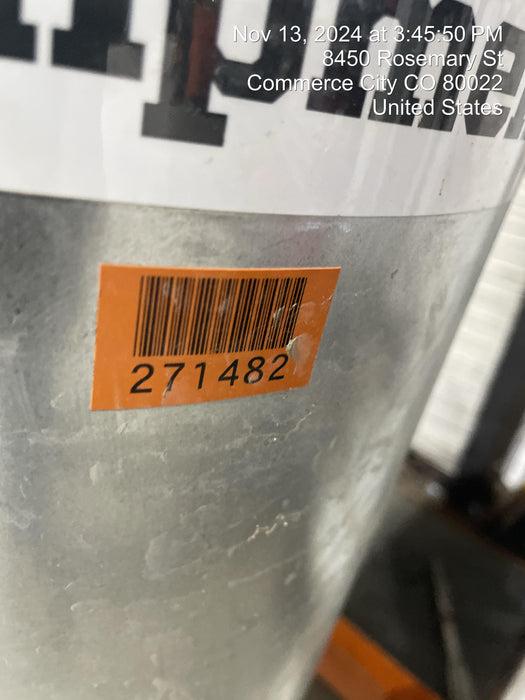 Nov 13, 2024 at 3:45:50 PM
8450 Rosemary St
Commerce City CO 80022
United States
271482